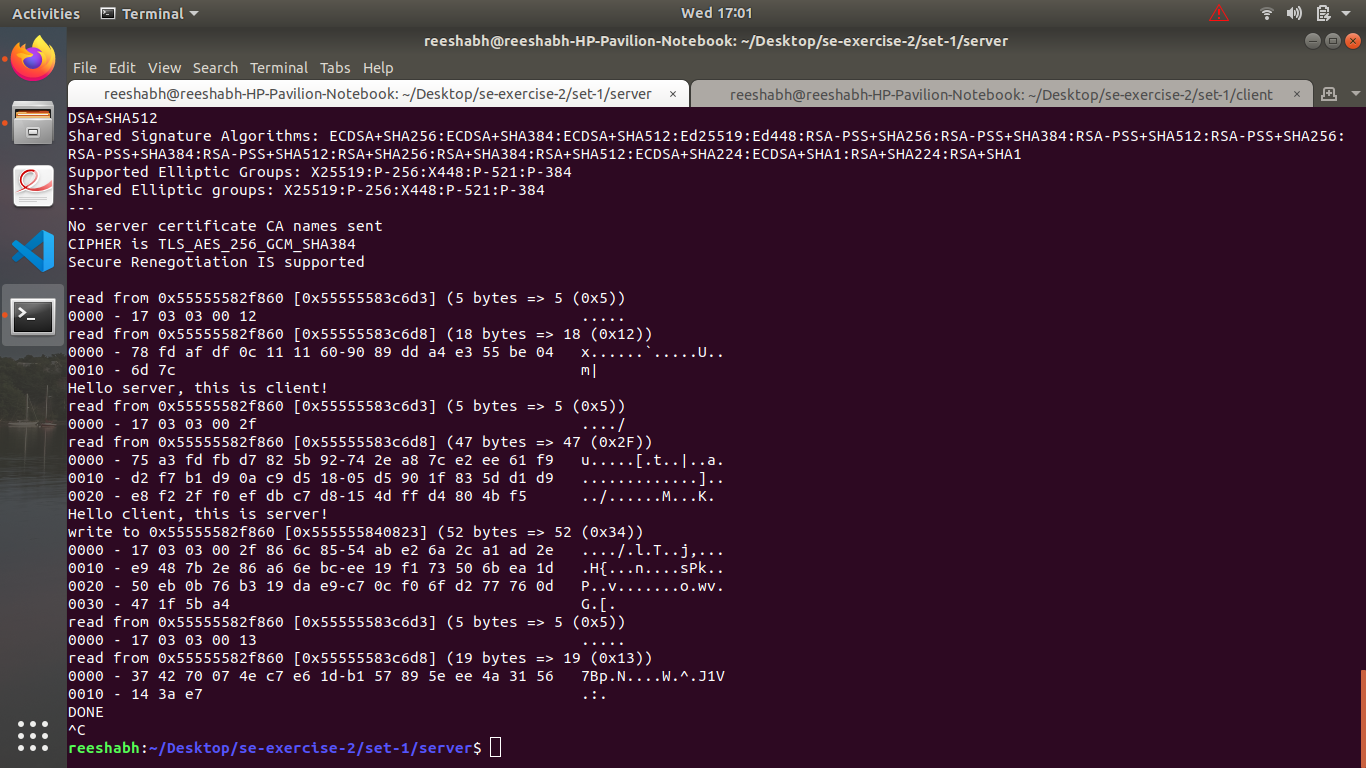 Activities Terminal Wed 17:01
reeshabh@reeshabh-HP-Pavilion-Notebook: ~/Desktop/se-exercise-2/set-1/server
File Edit View Search Terminal Tabs Help
reeshabh@reeshabh-HP-Pavilion-Notebook: ~/Desktop/se-exercise-2/set-1/server × reeshabh@reeshabh-HP-Pavilion-Notebook: ~/Desktop/se-exercise-2/set-1/client ×
DSA+SHA512
Shared Signature Algorithms: ECDSA+SHA256:ECDSA+SHA384:ECDSA+SHA512:Ed25519:Ed448:RSA-PSS+SHA256:RSA-PSS+SHA384:RSA-PSS+SHA512:RSA-PSS+SHA256:
RSA-PSS+SHA384:RSA-PSS+SHA512:RSA+SHA256:RSA+SHA384:RSA+SHA512:ECDSA+SHA224:ECDSA+SHA1:RSA+SHA224:RSA+SHA1
Supported Elliptic Groups: X25519:P-256:X448:P-521:P-384
Shared Elliptic groups: X25519:P-256:X448:P-521:P-384
---
No server certificate CA names sent
CIPHER is TLS_AES_256_GCM_SHA384
Secure Renegotiation IS supported
read from 0x55555582f860 [0x55555583c6d3] (5 bytes => 5 (0x5))
0000 - 17 03 03 00 12 .....
read from 0x55555582f860 [0x55555583c6d8] (18 bytes => 18 (0x12))
0000 - 78 fd af df 0c 11 11 60-90 89 dd a4 e3 55 be 04 x......`.....U..
0010 - 6d 7c m|
Hello server, this is client!
read from 0x55555582f860 [0x55555583c6d3] (5 bytes => 5 (0x5))
0000 - 17 03 03 00 2f ..../
read from 0x55555582f860 [0x55555583c6d8] (47 bytes => 47 (0x2F))
0000 - 75 a3 fd fb d7 82 5b 92-74 2e a8 7c e2 ee 61 f9 u.....[.t..|..a.
0010 - d2 f7 b1 d9 0a c9 d5 18-05 d5 90 1f 83 5d d1 d9 .............]..
0020 - e8 f2 2f f0 ef db c7 d8-15 4d ff d4 80 4b f5 ../......M...K.
Hello client, this is server!
write to 0x55555582f860 [0x555555840823] (52 bytes => 52 (0x34))
0000 - 17 03 03 00 2f 86 6c 85-54 ab e2 6a 2c a1 ad 2e ..../.l.T..j,...
0010 - e9 48 7b 2e 86 a6 6e bc-ee 19 f1 73 50 6b ea 1d .H{...n....sPk..
0020 - 50 eb 0b 76 b3 19 da e9-c7 0c f0 6f d2 77 76 0d P..v.......o.wv.
0030 - 47 1f 5b a4 G.[.
read from 0x55555582f860 [0x55555583c6d3] (5 bytes => 5 (0x5))
0000 - 17 03 03 00 13 .....
read from 0x55555582f860 [0x55555583c6d8] (19 bytes => 19 (0x13))
0000 - 37 42 70 07 4e c7 e6 1d-b1 57 89 5e ee 4a 31 56 7Bp.N....W.^.J1V
0010 - 14 3a e7 .:.
DONE
^C
reeshabh:~/Desktop/se-exercise-2/set-1/server$